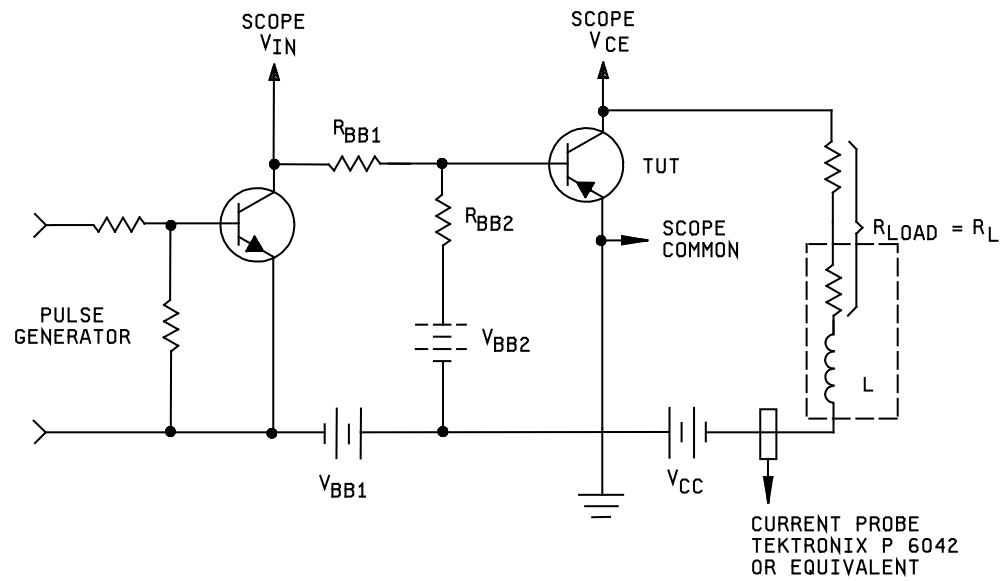 SCOPE
VIN
SCOPE
VCE
RBB1
TUT
RBB2
SCOPE
COMMON
RLOAD = RL
PULSE
GENERATOR
VBB2
L
VBB1
VCC
CURRENT PROBE
TEKTRONIX P 6042
OR EQUIVALENT